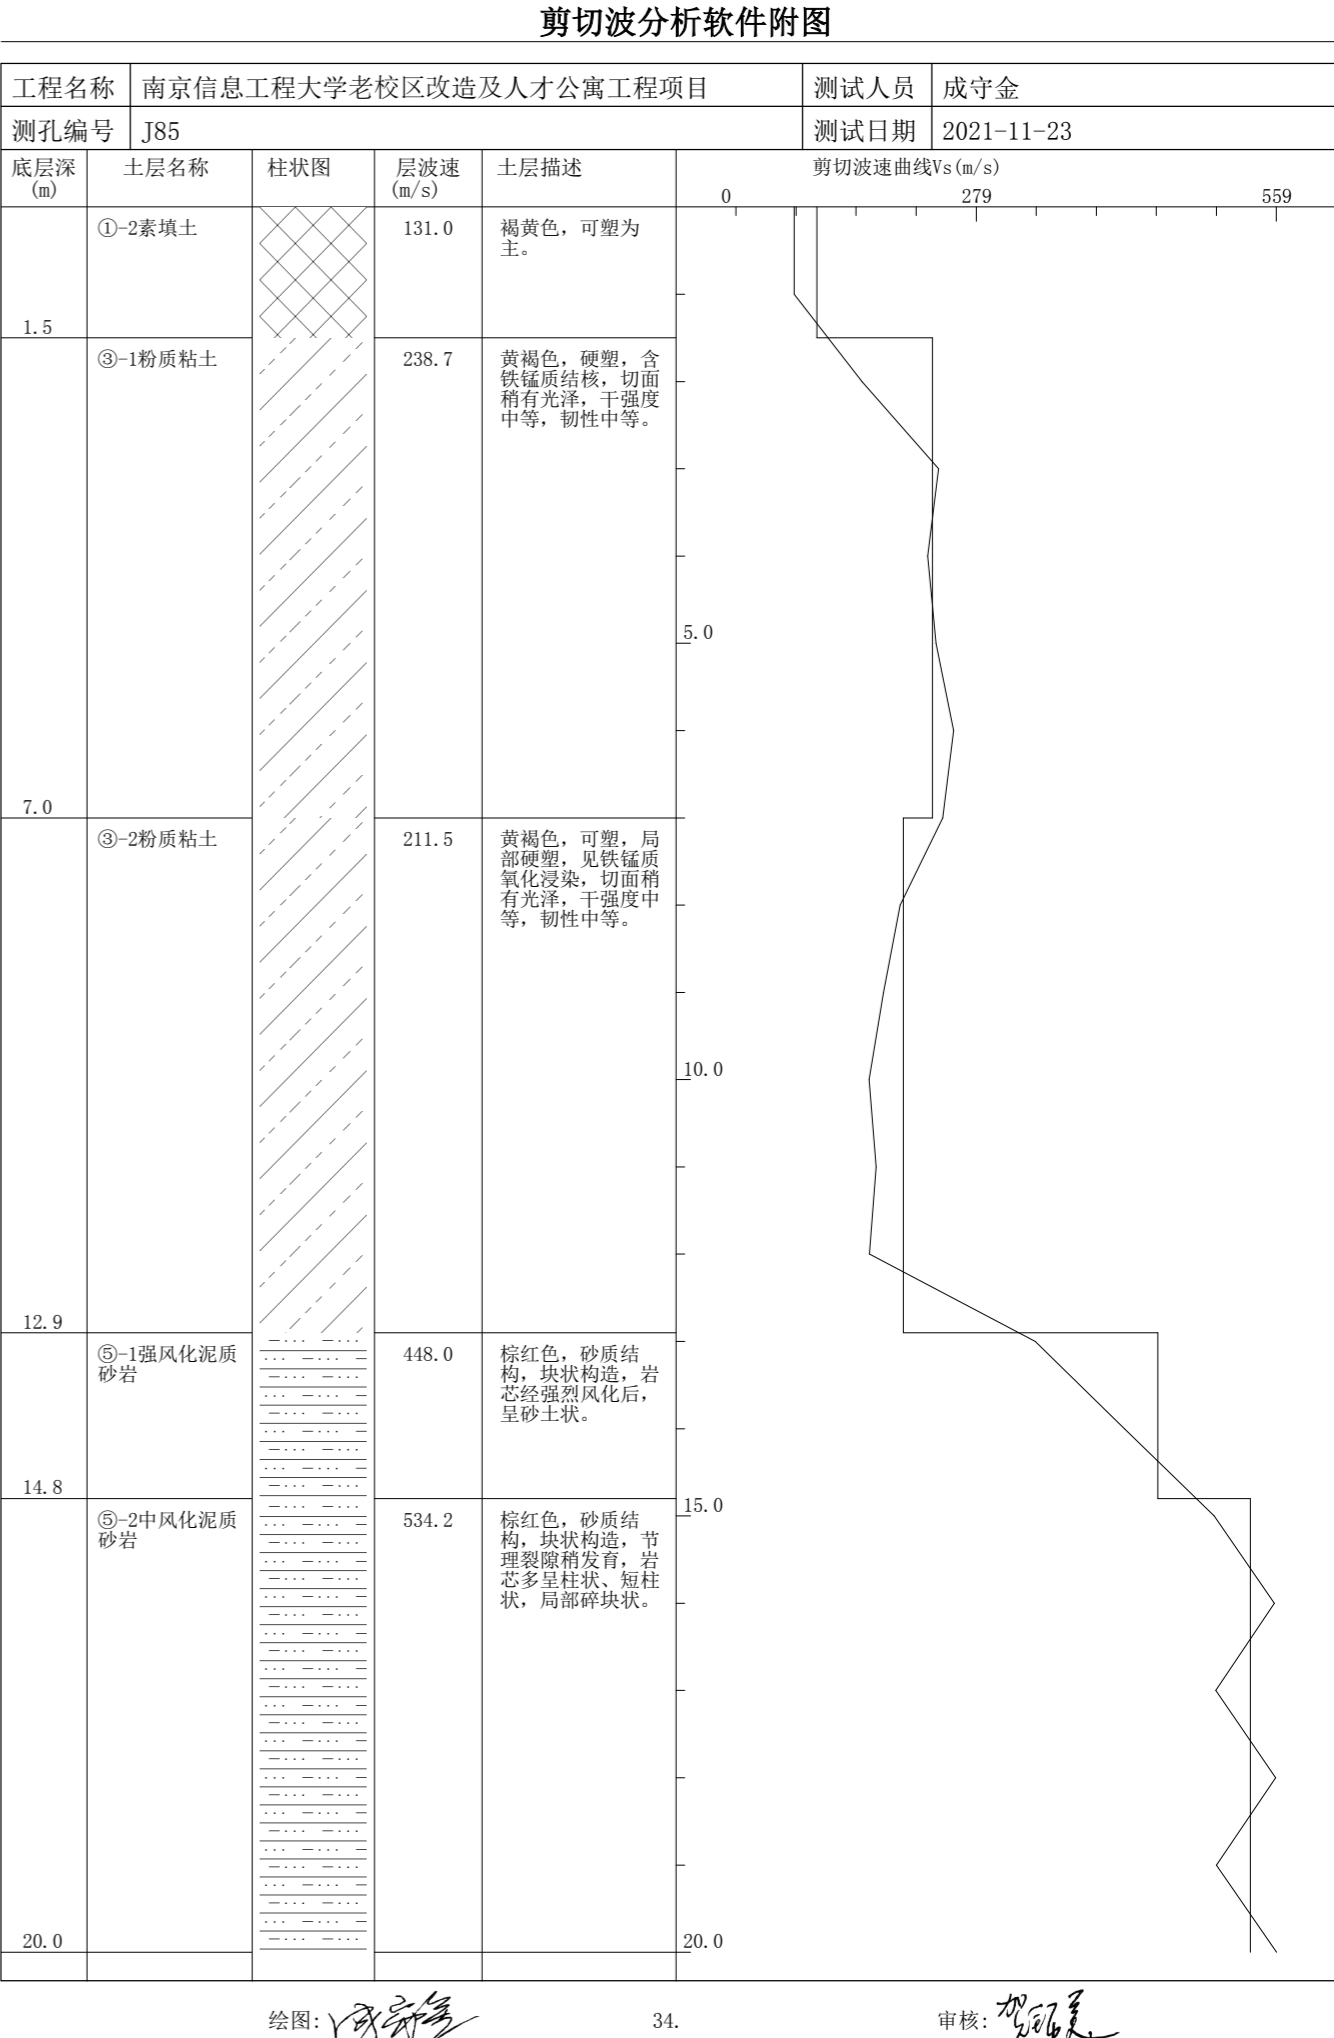 剪切波分析软件附图
工程名称 南京信息工程大学老校区改造及人才公寓工程项目 测试人员 成守金
测孔编号 J85 测试日期 2021-11-23
底层深 土层名称 柱状图 层波速 土层描述 剪切波速曲线Vs(m/s)
(m) (m/s)
0 279 559
①-2素填土 131.0 褐黄色，可塑为
主。
1.5
③-1粉质粘土 238.7 黄褐色，硬塑，含
铁锰质结核，切面
稍有光泽，干强度
中等，韧性中等。
5.0
7.0
③-2粉质粘土 211.5 黄褐色，可塑，局
部硬塑，见铁锰质
氧化浸染，切面稍
有光泽，干强度中
等，韧性中等。
10.0
12.9
⑤-1强风化泥质 448.0 棕红色，砂质结
砂岩 构，块状构造，岩
芯经强烈风化后，
呈砂土状。
14.8
15.0
⑤-2中风化泥质 534.2 棕红色，砂质结
砂岩 构，块状构造，节
理裂隙稍发育，岩
芯多呈柱状、短柱
状，局部碎块状。
20.0 20.0
绘图: 成守金 34. 审核: